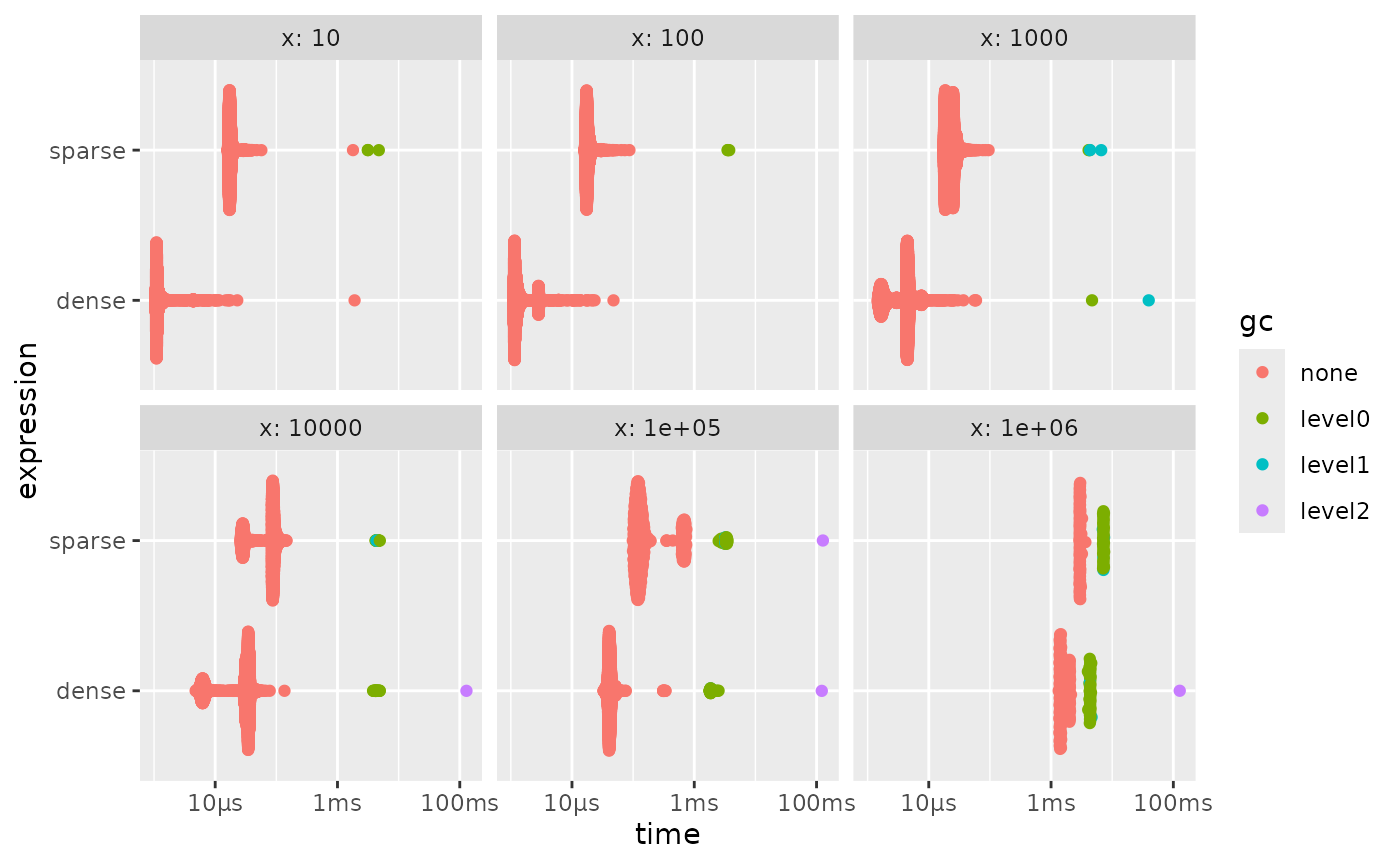 x: 10
x: 100
x: 1000
sparse
dense
x: 10000
x: 1e+05
x: 1e+06
sparse
dense
10µs
1ms
100ms
10µs
1ms
100ms
10µs
1ms
100ms
time
expression
gc
none
level0
level1
level2